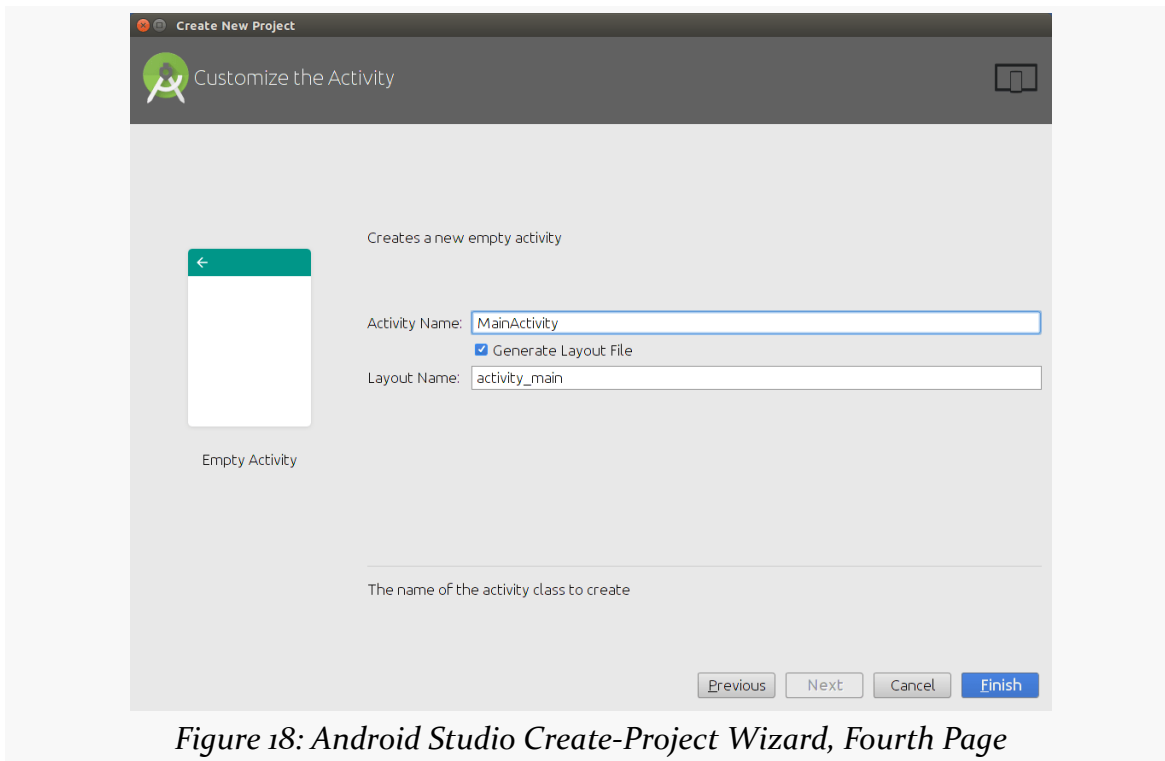 Create New Project
Customize the Activity
Creates a new empty activity
Activity Name: MainActivity
Generate Layout File
Layout Name: activity_main
Empty Activity
The name of the activity class to create
Previous Next Cancel Finish
Figure 18: Android Studio Create-Project Wizard, Fourth Page